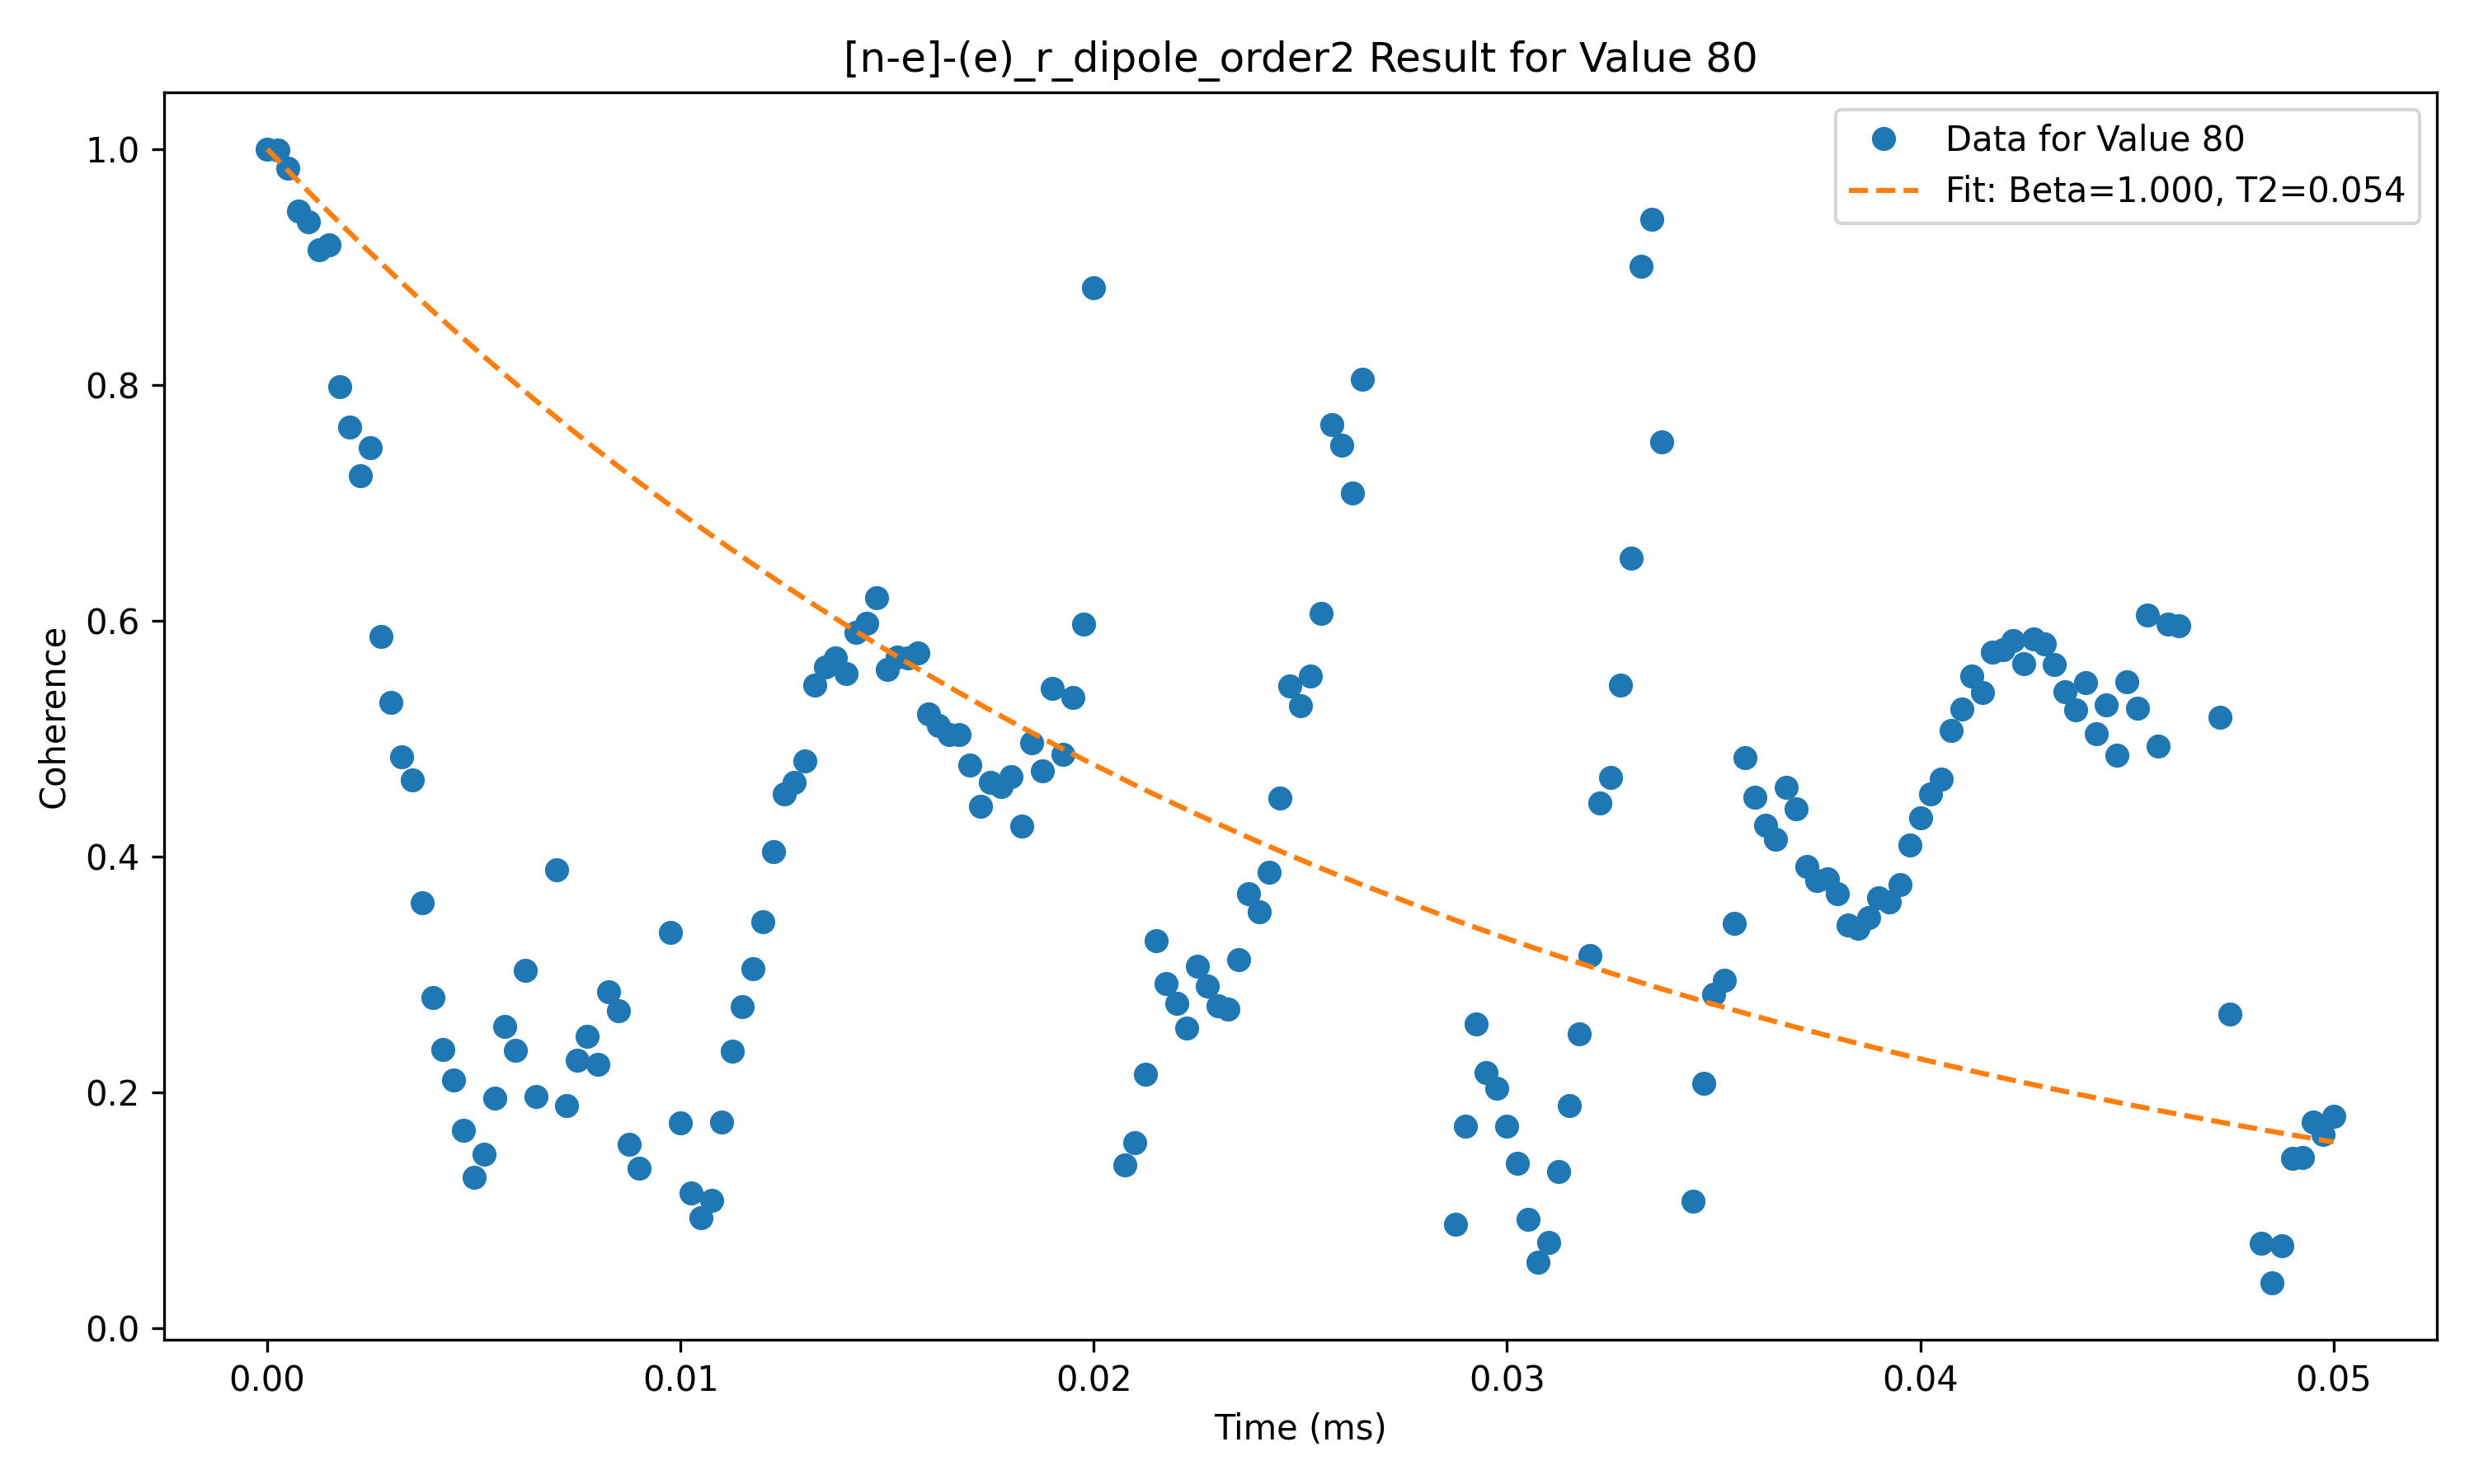 [n-e]-(e)_r_dipole_order2 Result for Value 80
Data for Value 80
Fit: Beta=1.000, T2=0.054
Coherence
1.0
0.8
0.6
0.4
0.2
0.0
0.00 0.01 0.02 0.03 0.04 0.05
Time (ms)